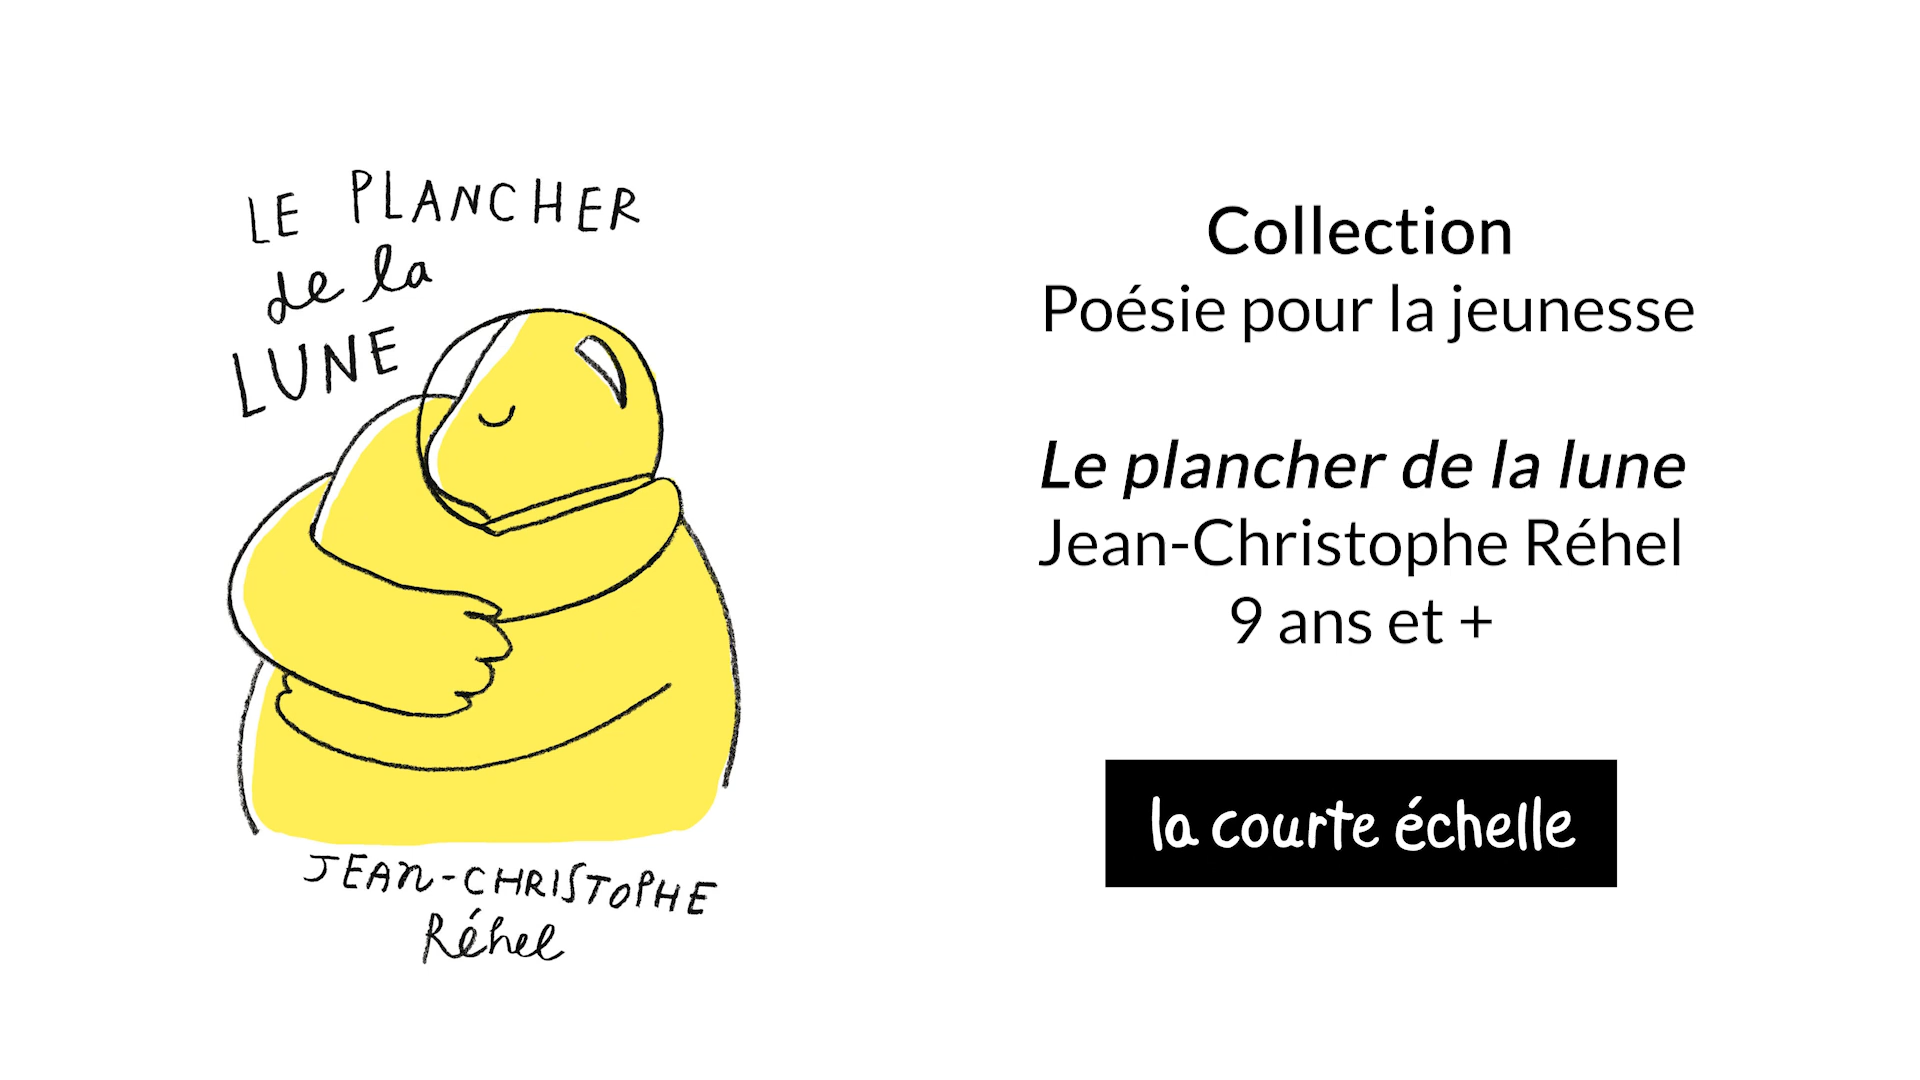 LE PLANCHER
de la
LUNE
JEAN-CHRISTOPHE
Réhel
Collection
Poésie pour la jeunesse
Le plancher de la lune
Jean-Christophe Réhel
9 ans et +
la courte échelle